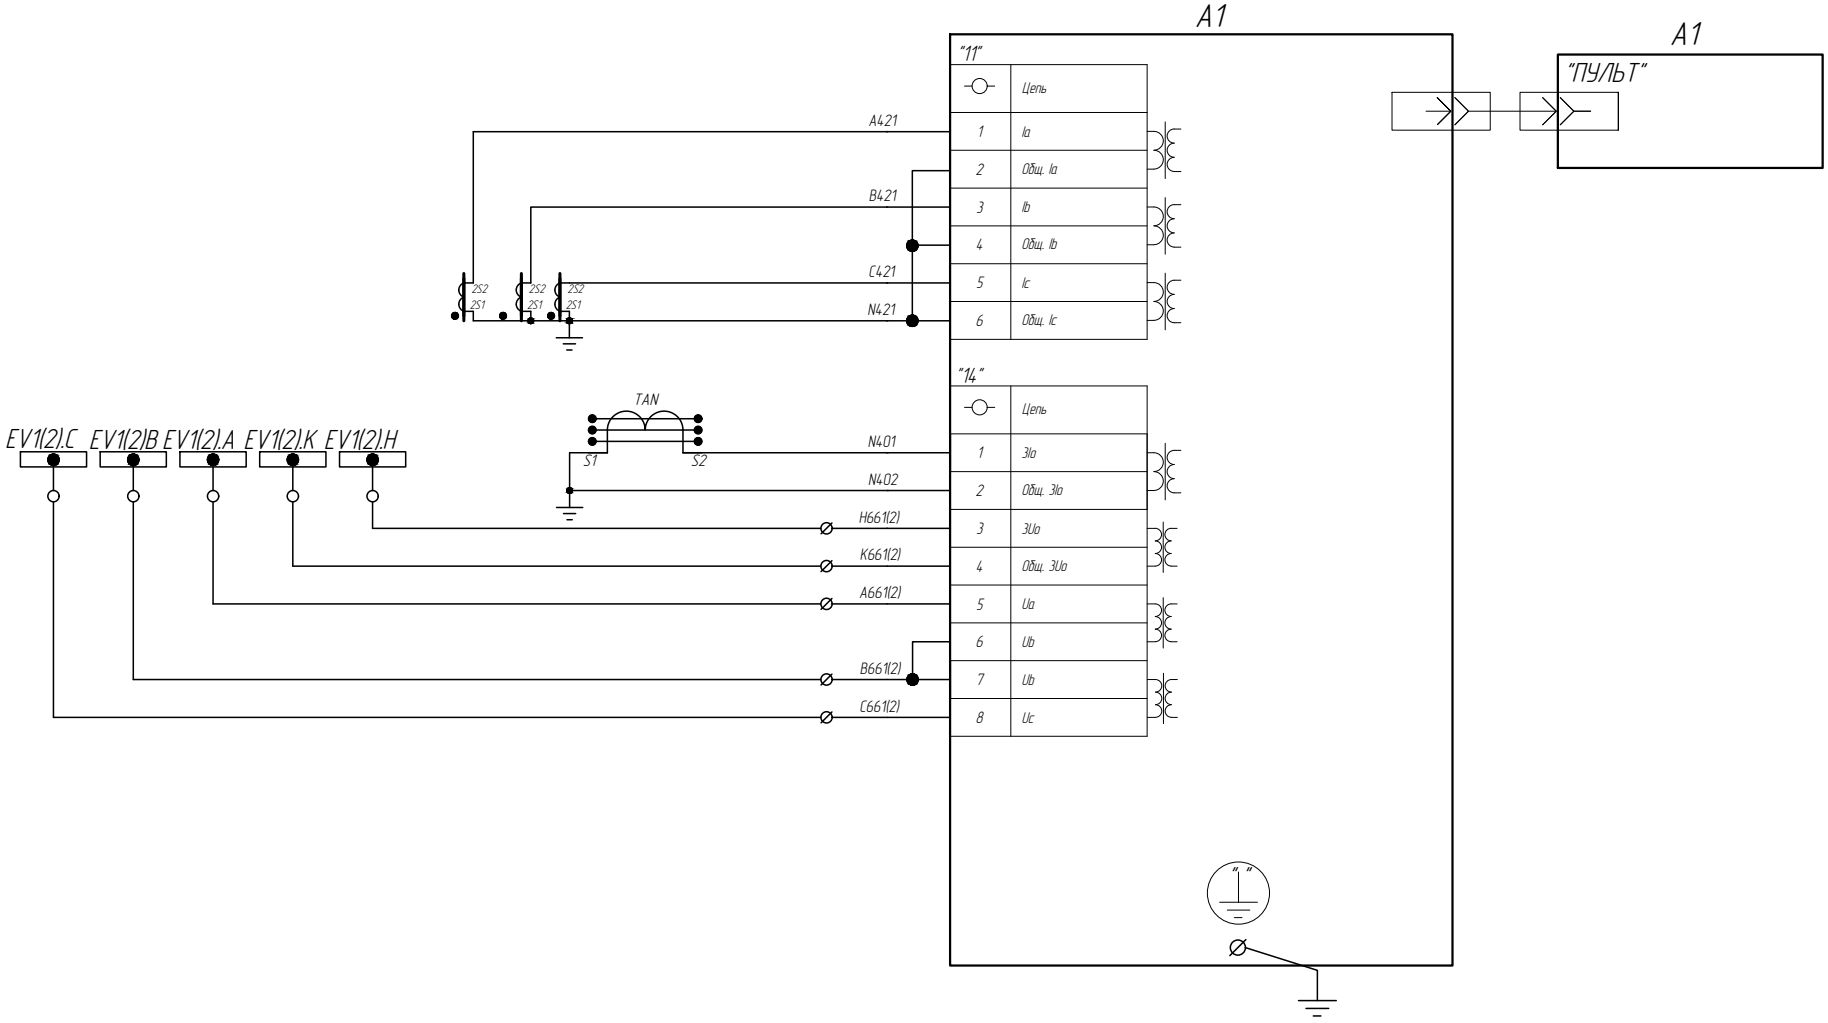 A1
A1
"11"
"ПУЛЬТ"
Цепь
A421
1 Ia
2 Общ. Ia
B421
3 Ib
4 Общ. Ib
C421
5 Ic
2S2 2S2 2S2
2S1 2S1 2S1
N421
6 Общ. Ic
"14"
TAN
Цепь
EV1(2).C EV1(2)B EV1(2).A EV1(2).K EV1(2).H
N401
1 3Io
S1 S2
N402
2 Общ. 3Io
H661(2)
3 3Uo
K661(2)
4 Общ. 3Uo
A661(2)
5 Ua
6 Ub
B661(2)
7 Ub
C661(2)
8 Uc
" "